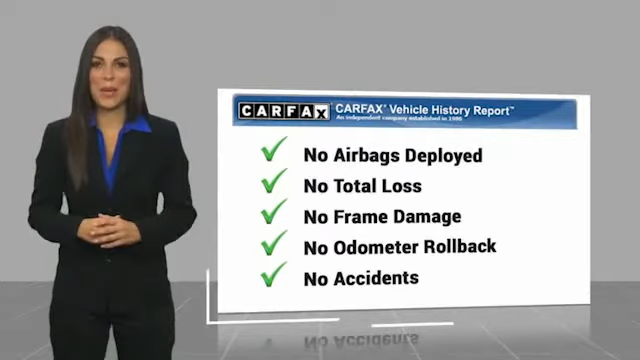 CARFAX CARFAX® Vehicle History Report™
An independent company established in 1986
No Airbags Deployed
No Total Loss
No Frame Damage
No Odometer Rollback
No Accidents